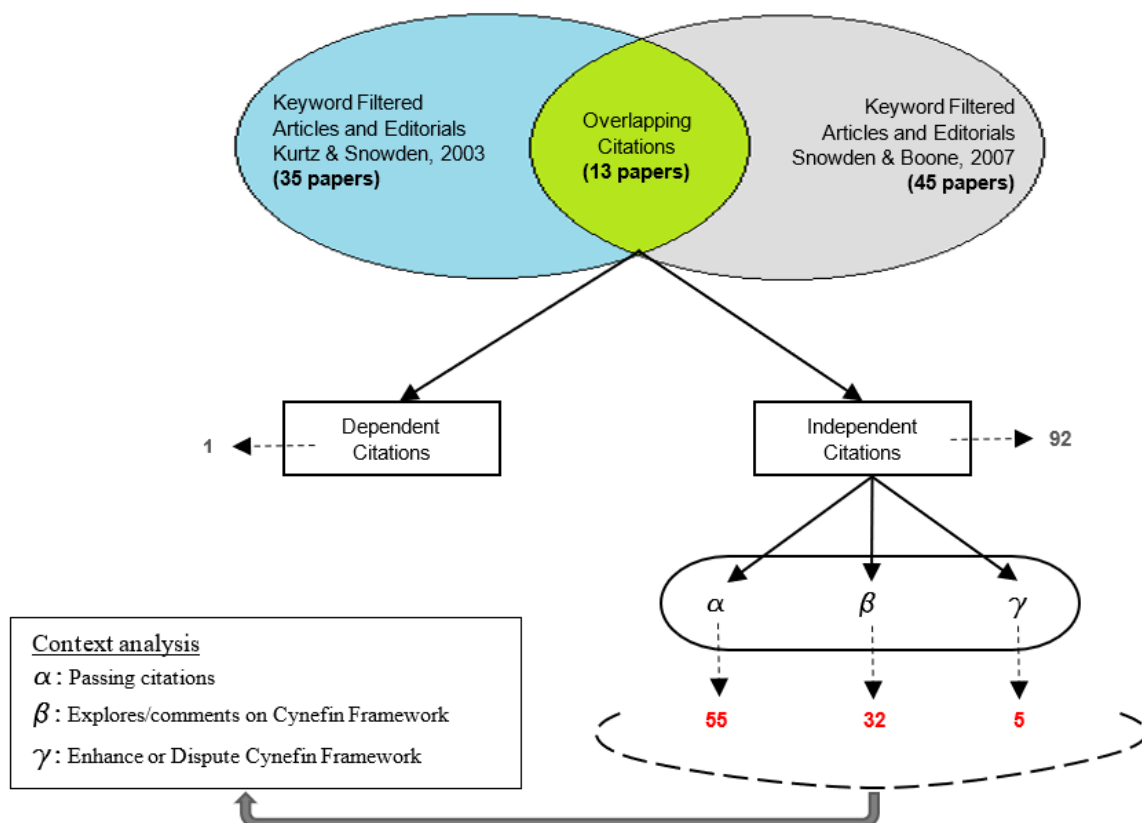 Keyword Filtered
Articles and Editorials
Kurtz & Snowden, 2003
(35 papers)
Overlapping
Citations
(13 papers)
Keyword Filtered
Articles and Editorials
Snowden & Boone, 2007
(45 papers)
1
Dependent
Citations
Independent
Citations
92
α
β
γ
55
32
5
Context analysis
α : Passing citations
β : Explores/comments on Cynefin Framework
γ : Enhance or Dispute Cynefin Framework